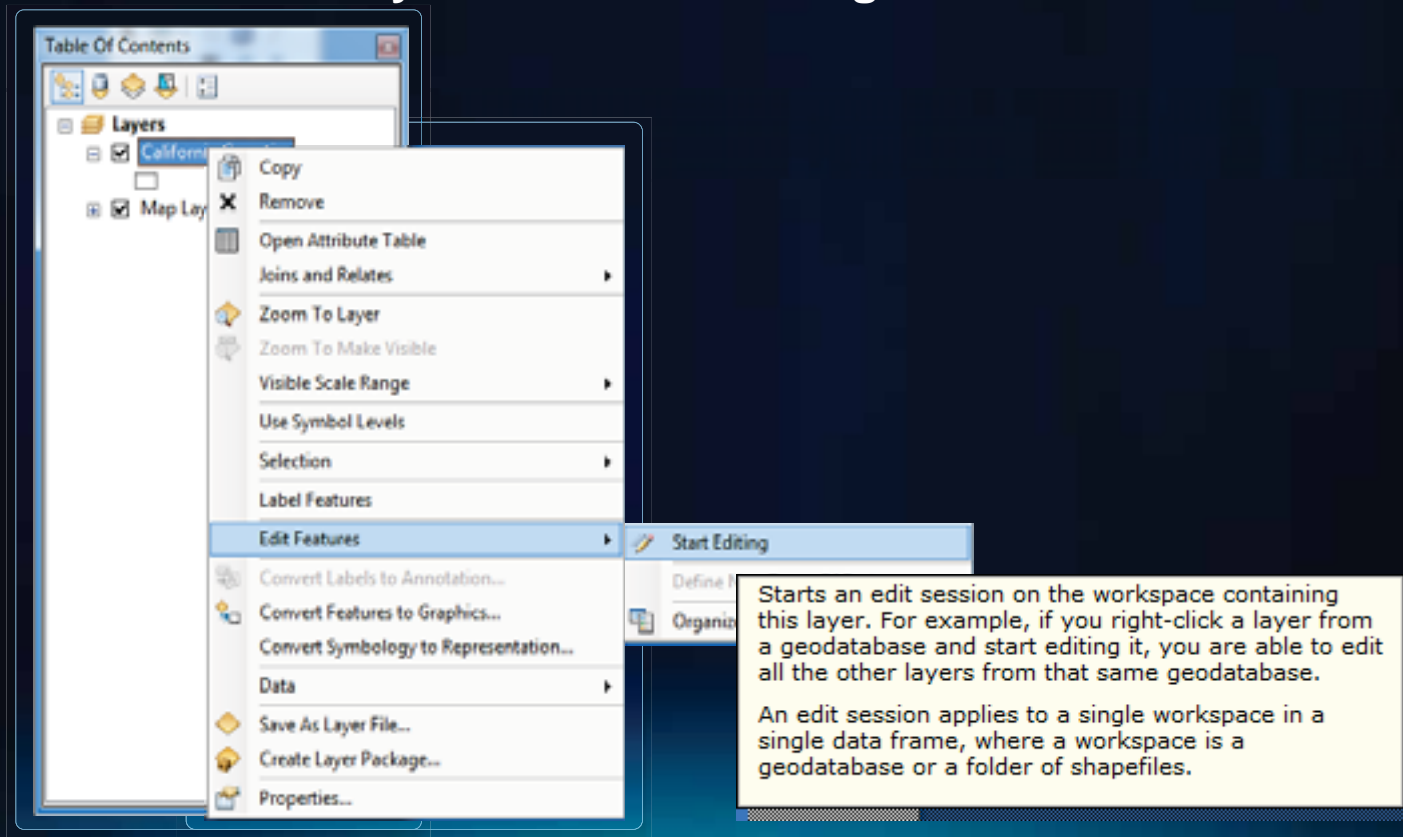 Table Of Contents
Layers
Map Lay
Copy
Remove
Open Attribute Table
Joins and Relates
Zoom To Layer
Zoom To Make Visible
Visible Scale Range
Use Symbol Levels
Selection
Label Features
Edit Features
Convert Labels to Annotation...
Convert Features to Graphics...
Convert Symbology to Representation...
Data
Save As Layer File...
Create Layer Package...
Properties...
Start Editing
Define
Organiz
Starts an edit session on the workspace containing
this layer. For example, if you right-click a layer from
a geodatabase and start editing it, you are able to edit
all the other layers from that same geodatabase.
An edit session applies to a single workspace in a
single data frame, where a workspace is a
geodatabase or a folder of shapefiles.